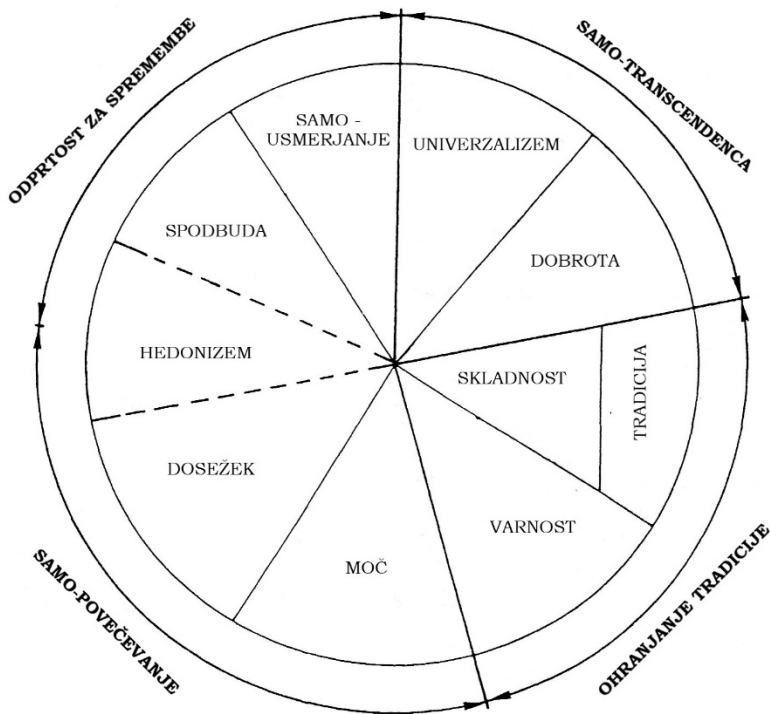 ODPRTOST ZA SPREMEMBE
SAMO-TRANSCENDENCA
SAMO -
USMERJANJE
UNIVERZALIZEM
SPODBUDA
DOBROTA
HEDONIZEM
SKLADNOST
TRADICIJA
DOSEŽEK
VARNOST
MOČ
SAMO-POVEČEVANJE
OHRANJANJE TRADICIJE